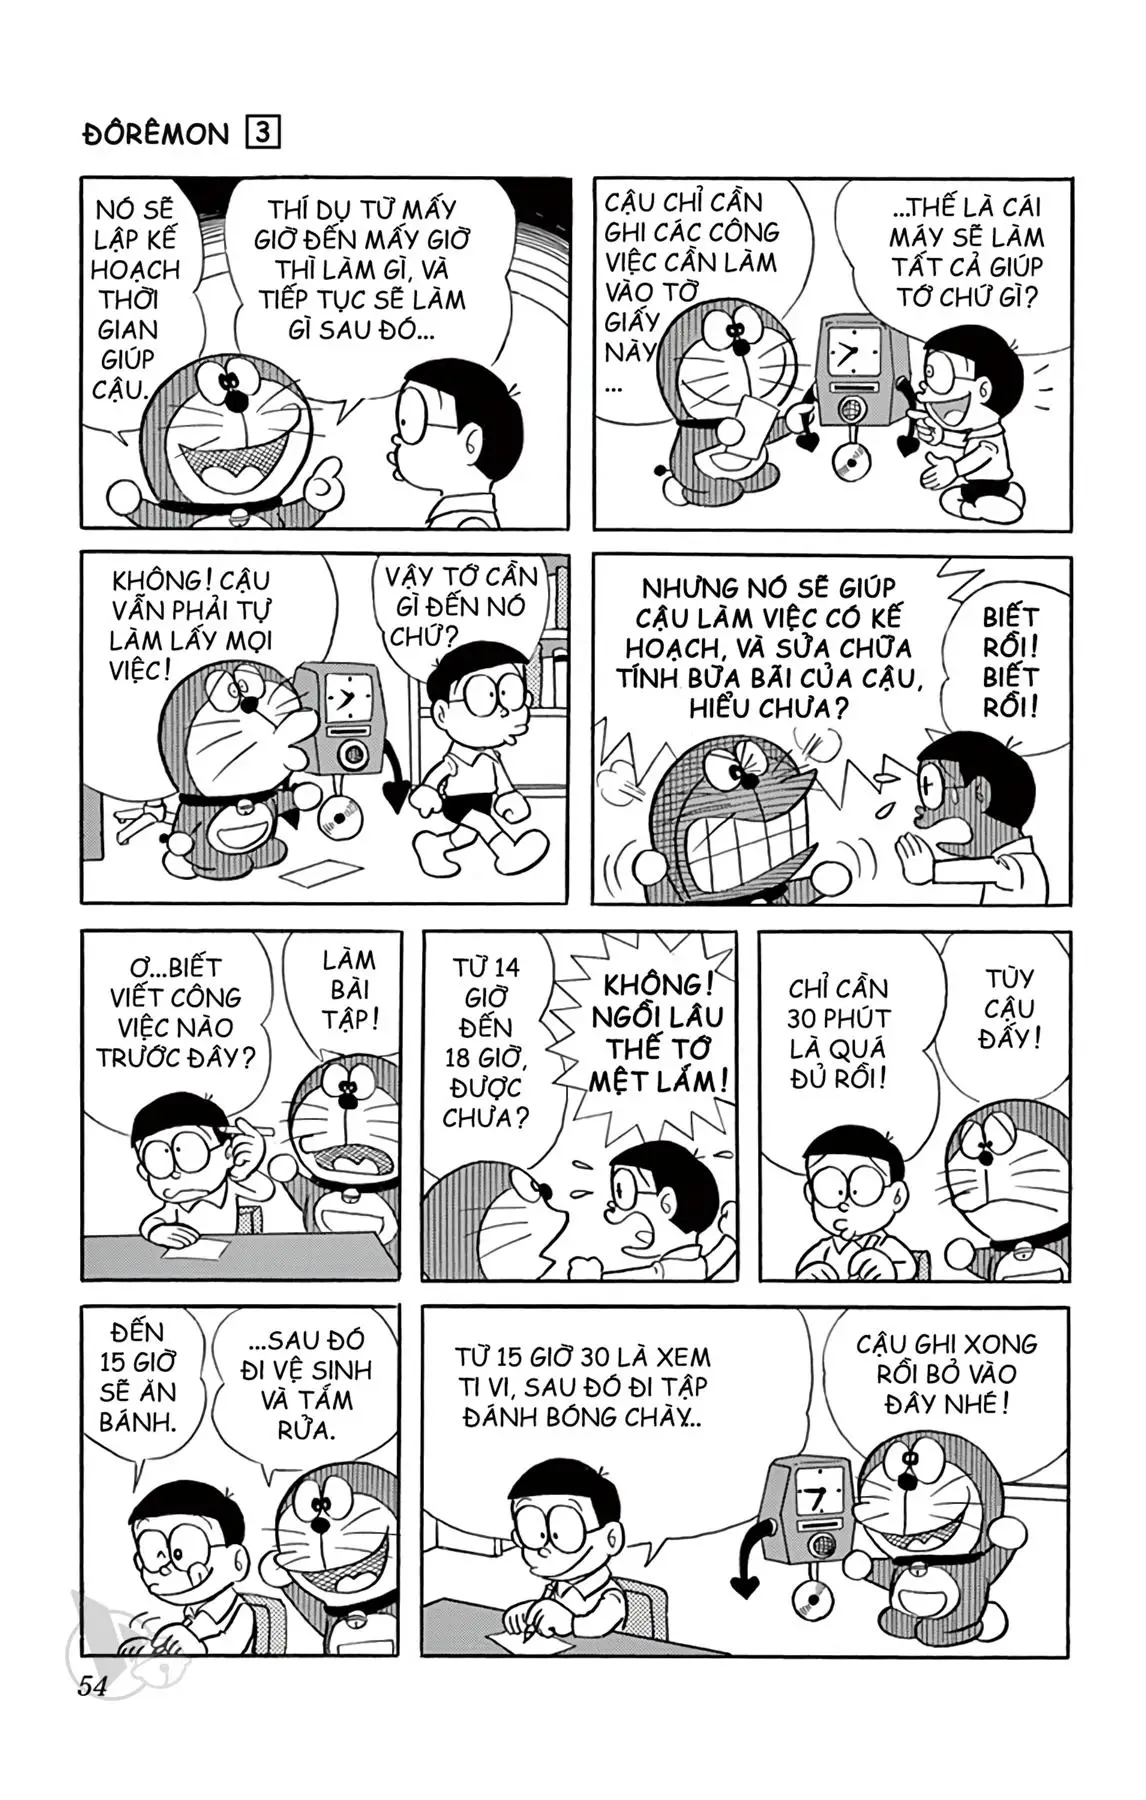 ĐÔRÊMON 3
NÓ SẼ
LẬP KẾ
HOẠCH
THỜI
GIAN
GIÚP
CẬU.
THÍ DỤ TỪ MẤY
GIỜ ĐẾN MẤY GIỜ
THÌ LÀM GÌ, VÀ
TIẾP TỤC SẼ LÀM
GÌ SAU ĐÓ...
CẬU CHỈ CẦN
GHI CÁC CÔNG
VIỆC CẦN LÀM
VÀO TỜ
GIẤY
NÀY
...
...THẾ LÀ CÁI
MÁY SẼ LÀM
TẤT CẢ GIÚP
TỚ CHỨ GÌ?
KHÔNG! CẬU
VẪN PHẢI TỰ
LÀM LẤY MỌI
VIỆC!
VẬY TỚ CẦN
GÌ ĐẾN NÓ
CHỨ?
NHƯNG NÓ SẼ GIÚP
CẬU LÀM VIỆC CÓ KẾ
HOẠCH, VÀ SỬA CHỮA
TÍNH BỪA BÃI CỦA CẬU,
HIỂU CHƯA?
BIẾT
RỒI!
BIẾT
RỒI!
Ơ...BIẾT
VIẾT CÔNG
VIỆC NÀO
TRƯỚC ĐÂY?
LÀM
BÀI
TẬP!
TỪ 14
GIỜ
ĐẾN
18 GIỜ,
ĐƯỢC
CHƯA?
KHÔNG!
NGỒI LÂU
THẾ TỚ
MỆT LẮM!
CHỈ CẦN
30 PHÚT
LÀ QUÁ
ĐỦ RỒI!
TÙY
CẬU
ĐẤY!
ĐẾN
15 GIỜ
SẼ ĂN
BÁNH.
...SAU ĐÓ
ĐI VỆ SINH
VÀ TẮM
RỬA.
TỪ 15 GIỜ 30 LÀ XEM
TI VI, SAU ĐÓ ĐI TẬP
ĐÁNH BÓNG CHÀY...
CẬU GHI XONG
RỒI BỎ VÀO
ĐÂY NHÉ!
54